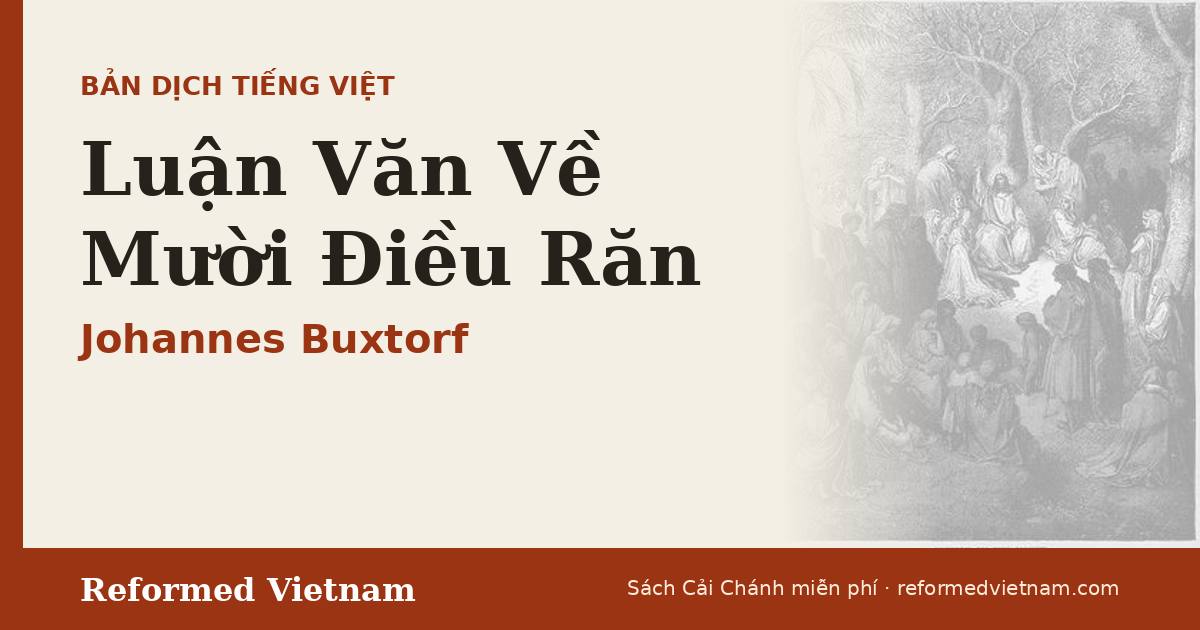 BẢN DỊCH TIẾNG VIỆT
Luận Văn Về
Mười Điều Răn
Johannes Buxtorf
Reformed Vietnam
Sách Cải Chánh miễn phí · reformedvietnam.com